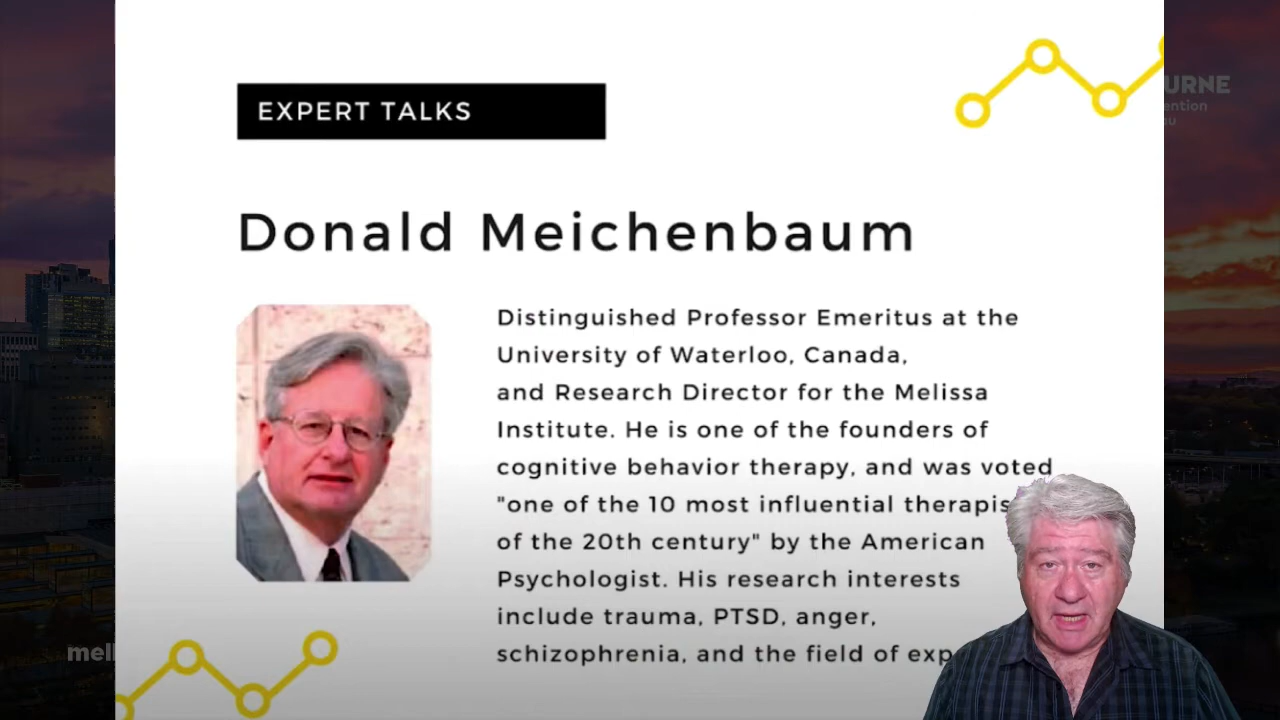 EXPERT TALKS
Donald Meichenbaum
Distinguished Professor Emeritus at the
University of Waterloo, Canada,
and Research Director for the Melissa
Institute. He is one of the founders of
cognitive behavior therapy, and was voted
"one of the 10 most influential
of the 20th century" by the American
Psychologist. His research interests
include trauma, PTSD, anger,
schizophrenia, and the field of